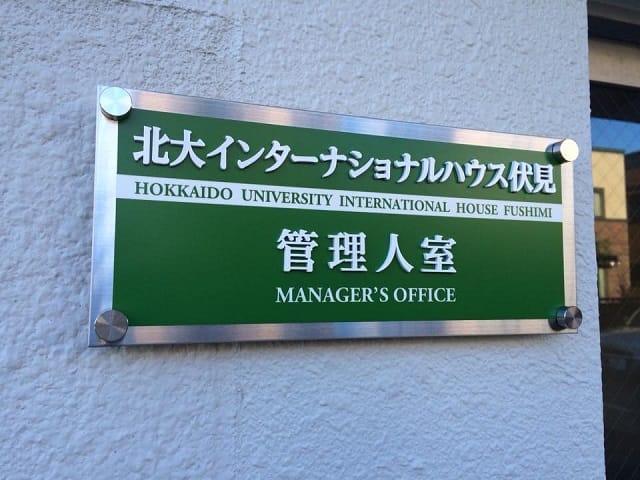 北大インターナショナルハウス伏見
HOKKAIDO UNIVERSITY INTERNATIONAL HOUSE FUSHIMI
管理人室
MANAGER'S OFFICE